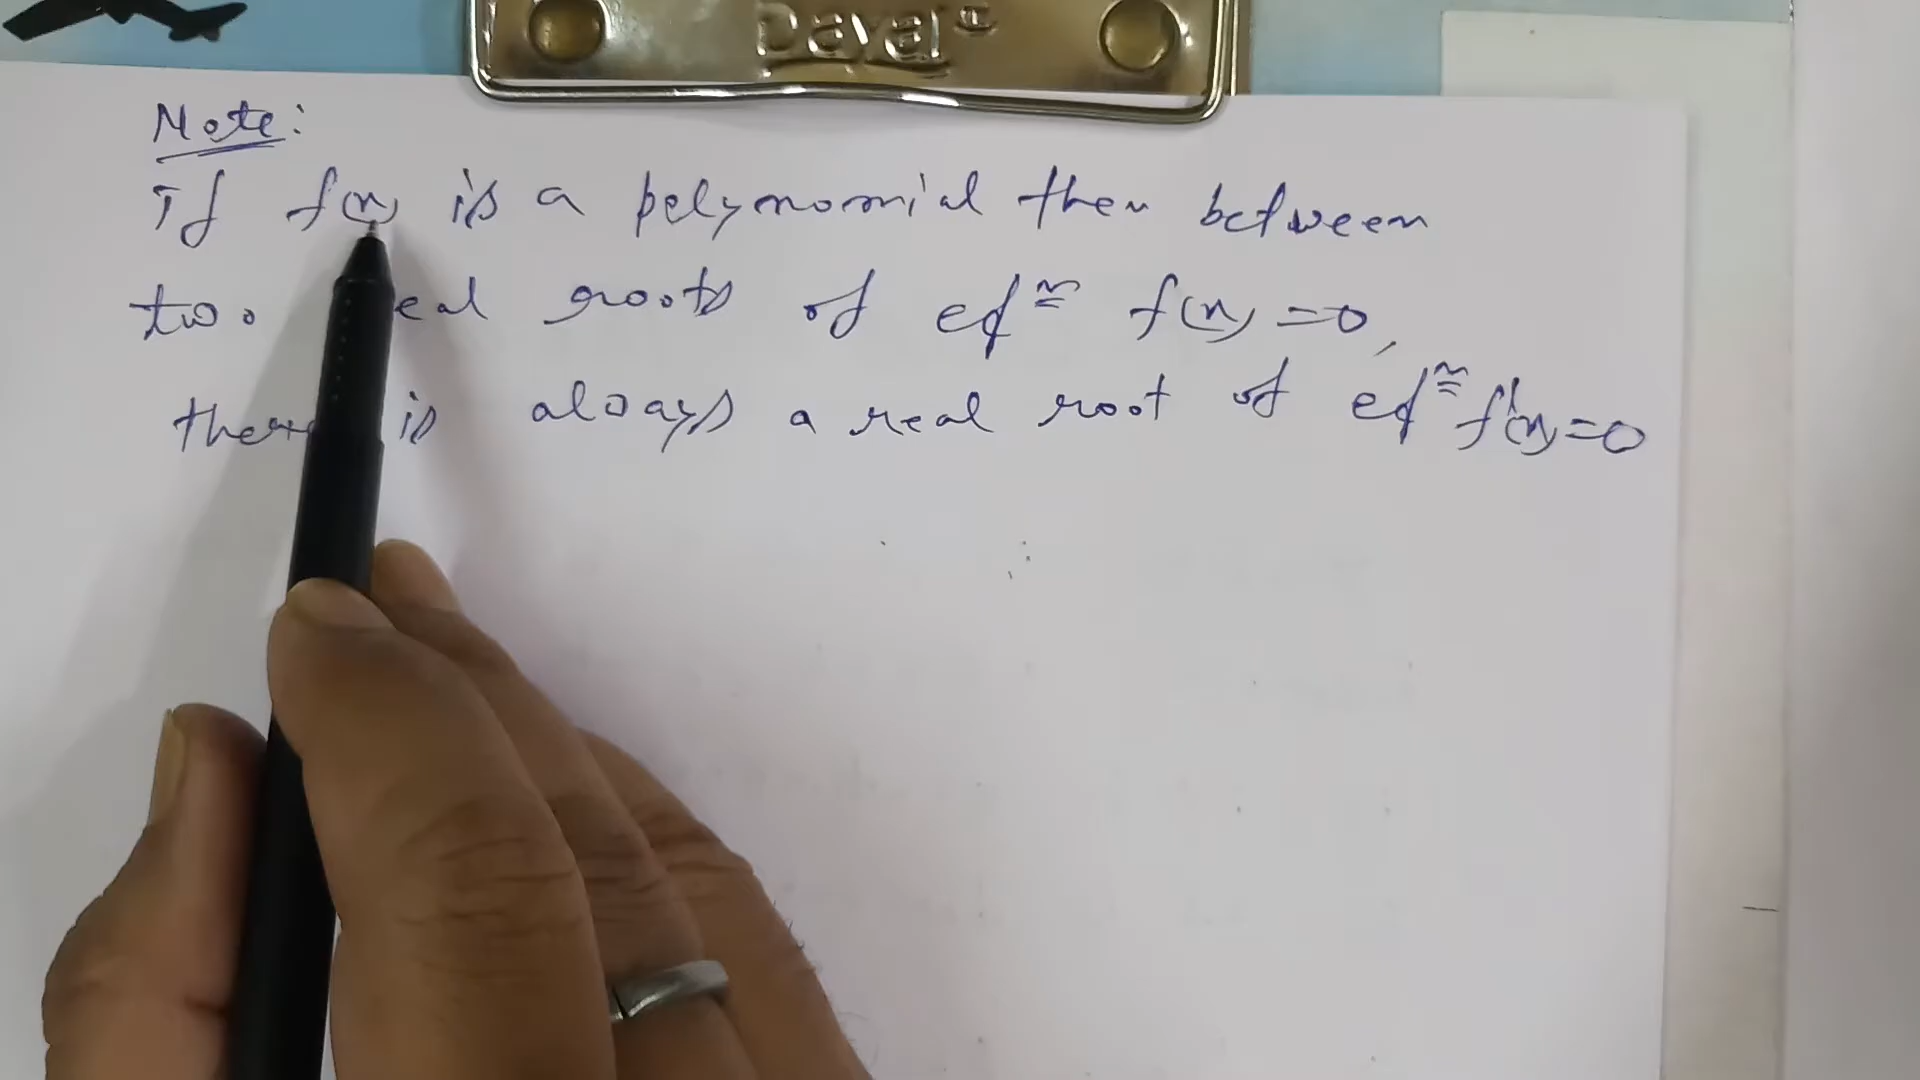 Dayal
Note:
If f(x) is a polynomial then between
two real roots of eqn f(x) = 0,
there is always a real root of eqn f'(x) = 0